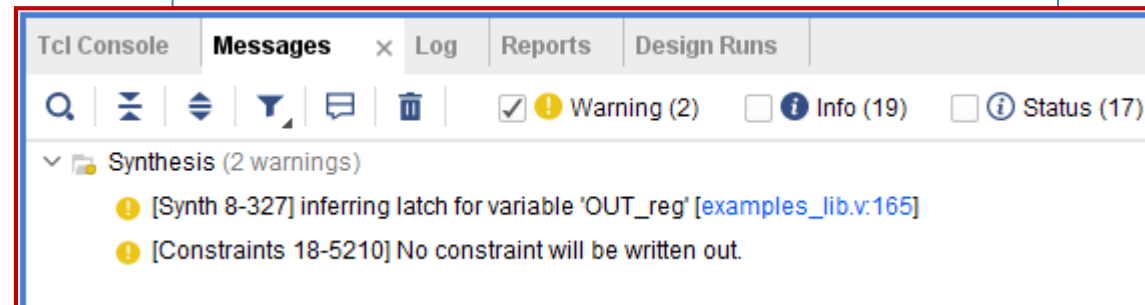 Tcl Console Messages × Log Reports Design Runs
Warning (2) Info (19) Status (17)
Synthesis (2 warnings)
[Synth 8-327] inferring latch for variable 'OUT_reg' [examples_lib.v:165]
[Constraints 18-5210] No constraint will be written out.